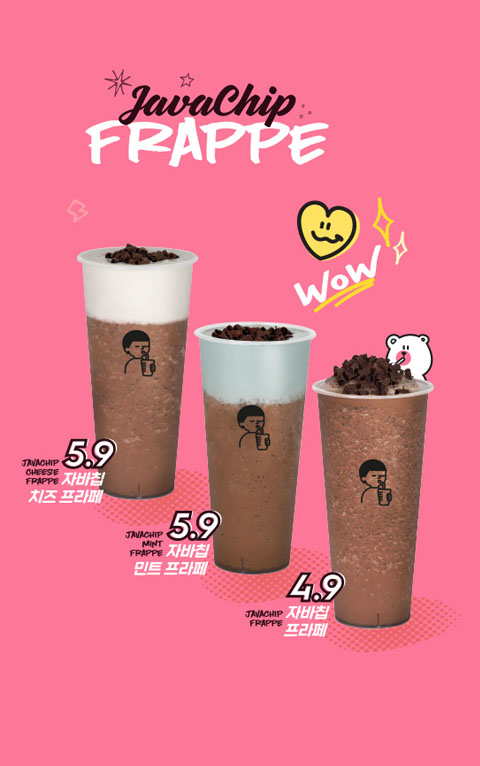 JavaChip
FRAPPE
WOW
5.9
JAVACHIP
CHEESE
FRAPPE
자바칩
치즈 프라페
5.9
JAVACHIP
MINT
FRAPPE
자바칩
민트 프라페
4.9
JAVACHIP
FRAPPE
자바칩
프라페